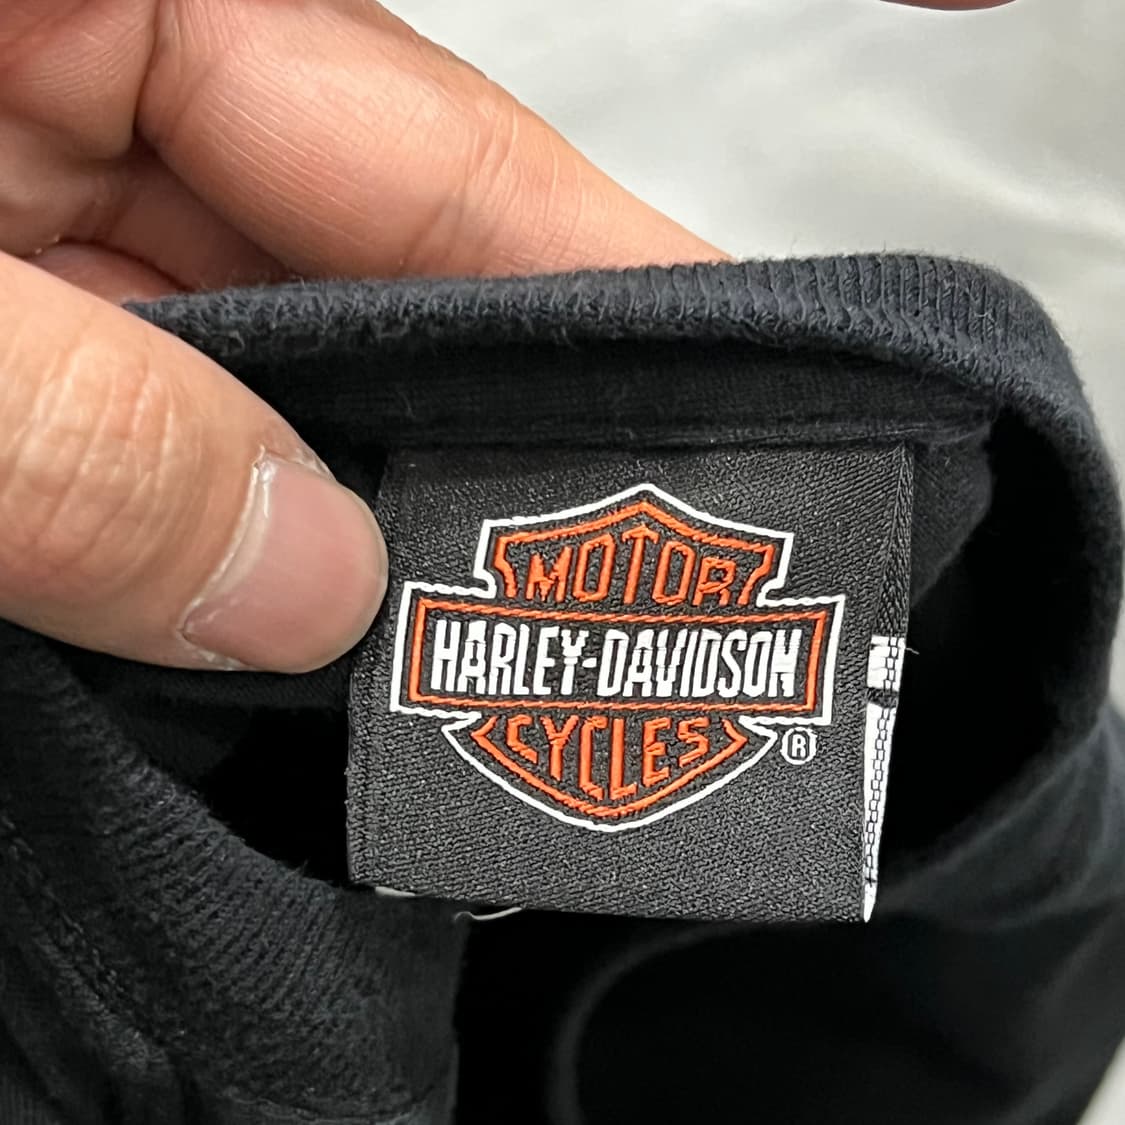 MOTOR
HARLEY-DAVIDSON
CYCLES
®